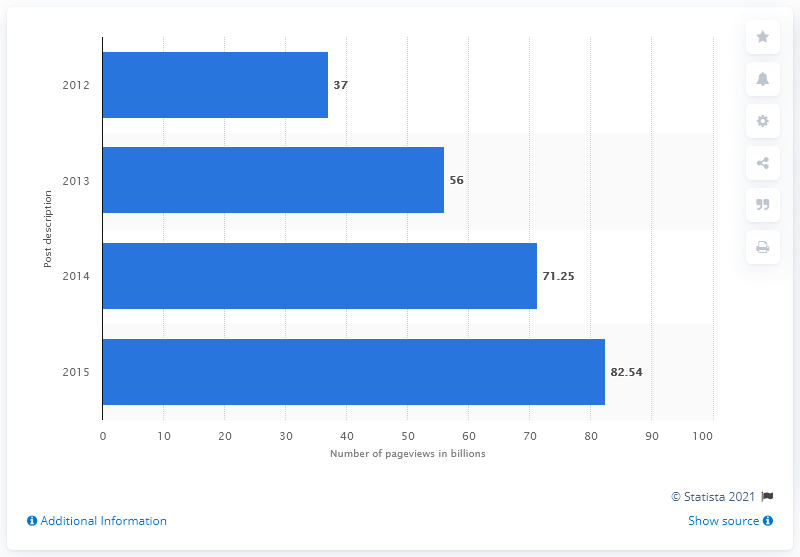 2012
37
2013
56
Post description
2014
71.25
2015
82.54
0 10 20 30 40 50 60 70 80 90 100
Number of pageviews in billions
© Statista 2021
Additional Information
Show source